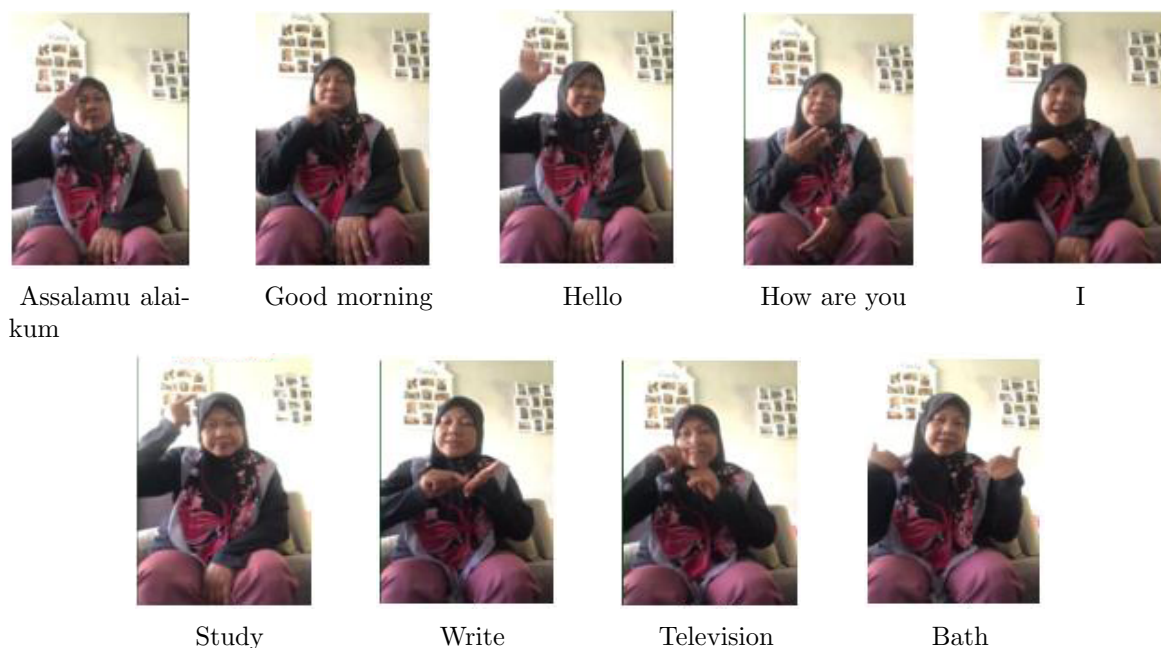 Assalamu alai-
kum
Good morning
Hello
How are you
I
Study
Write
Television
Bath